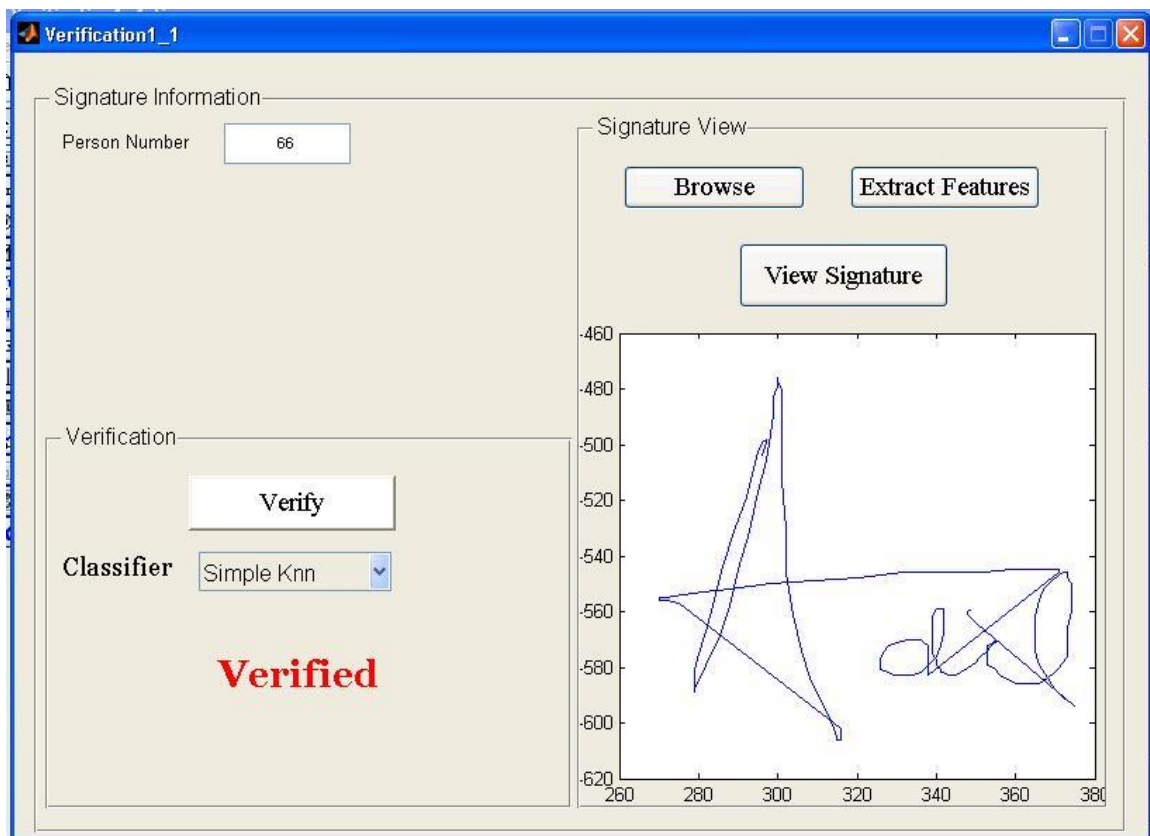 Verification1_1
Signature Information
Person Number 66
Signature View
Browse Extract Features
View Signature
-460
-480
-500
-520
-540
-560
-580
-600
-620
260 280 300 320 340 360 380
Verification
Verify
Classifier Simple Knn
Verified